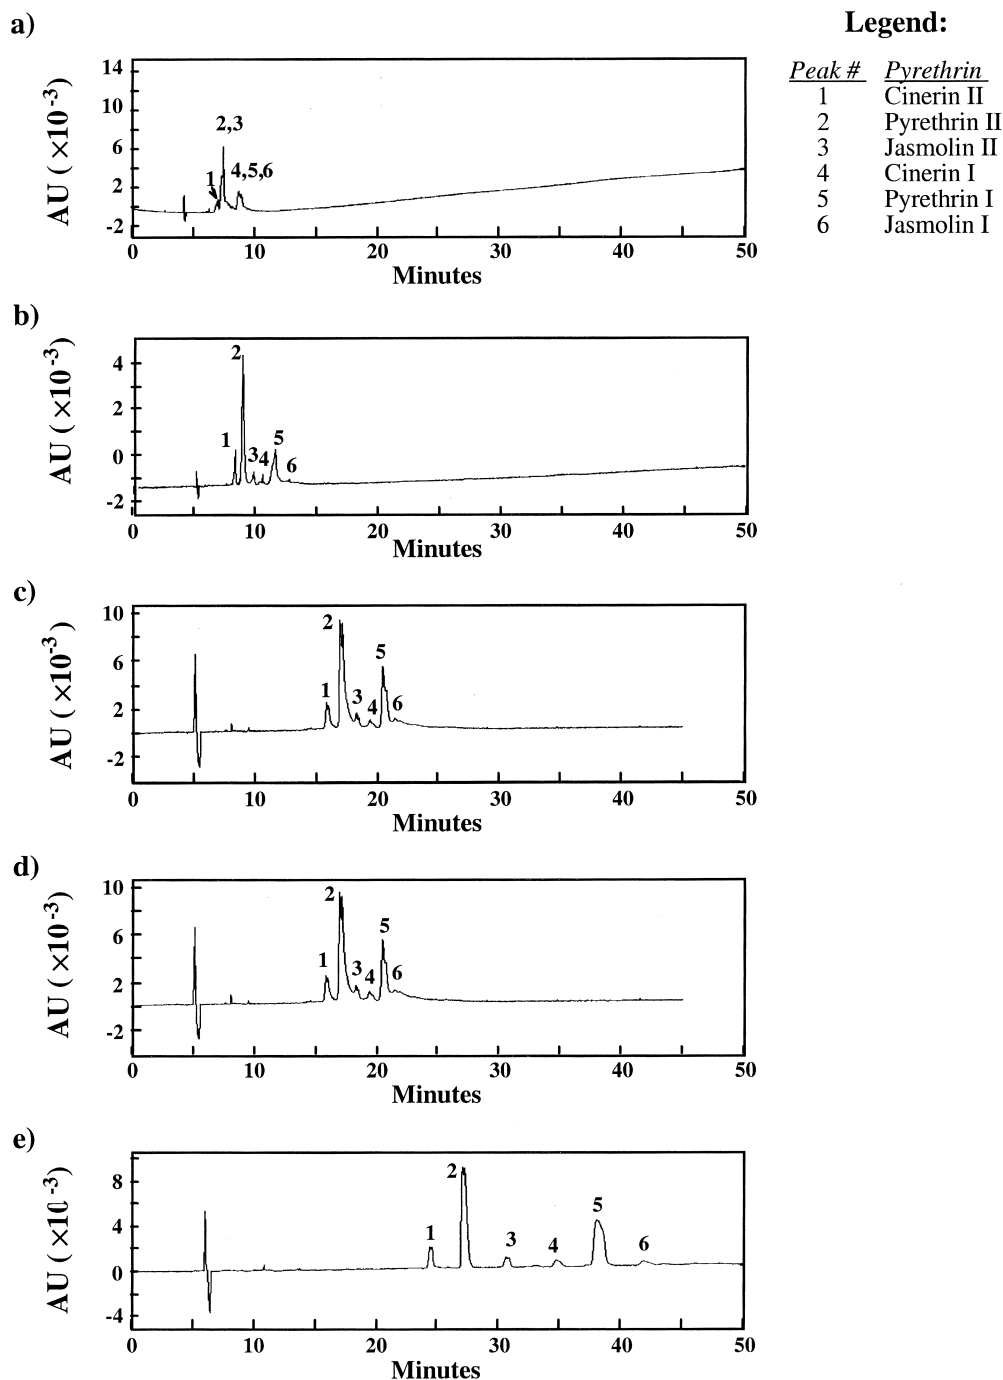 a)
Legend:
Peak # Pyrethrin
1 Cinerin II
2 Pyrethrin II
3 Jasmolin II
4 Cinerin I
5 Pyrethrin I
6 Jasmolin I
AU ( ×10⁻³)
14
10
6
2
-2
2,3
1
4,5,6
0 10 20 30 40 50
Minutes
b)
AU ( ×10⁻³)
4
2
0
-2
2
1
3
4
5
6
0 10 20 30 40 50
Minutes
c)
AU ( ×10⁻³)
10
6
2
-2
2
1
3
4
5
6
0 10 20 30 40 50
Minutes
d)
AU ( ×10⁻³)
10
6
2
-2
2
1
3
4
5
6
0 10 20 30 40 50
Minutes
e)
AU ( ×10⁻³)
8
4
0
-4
1
2
3
4
5
6
0 10 20 30 40 50
Minutes